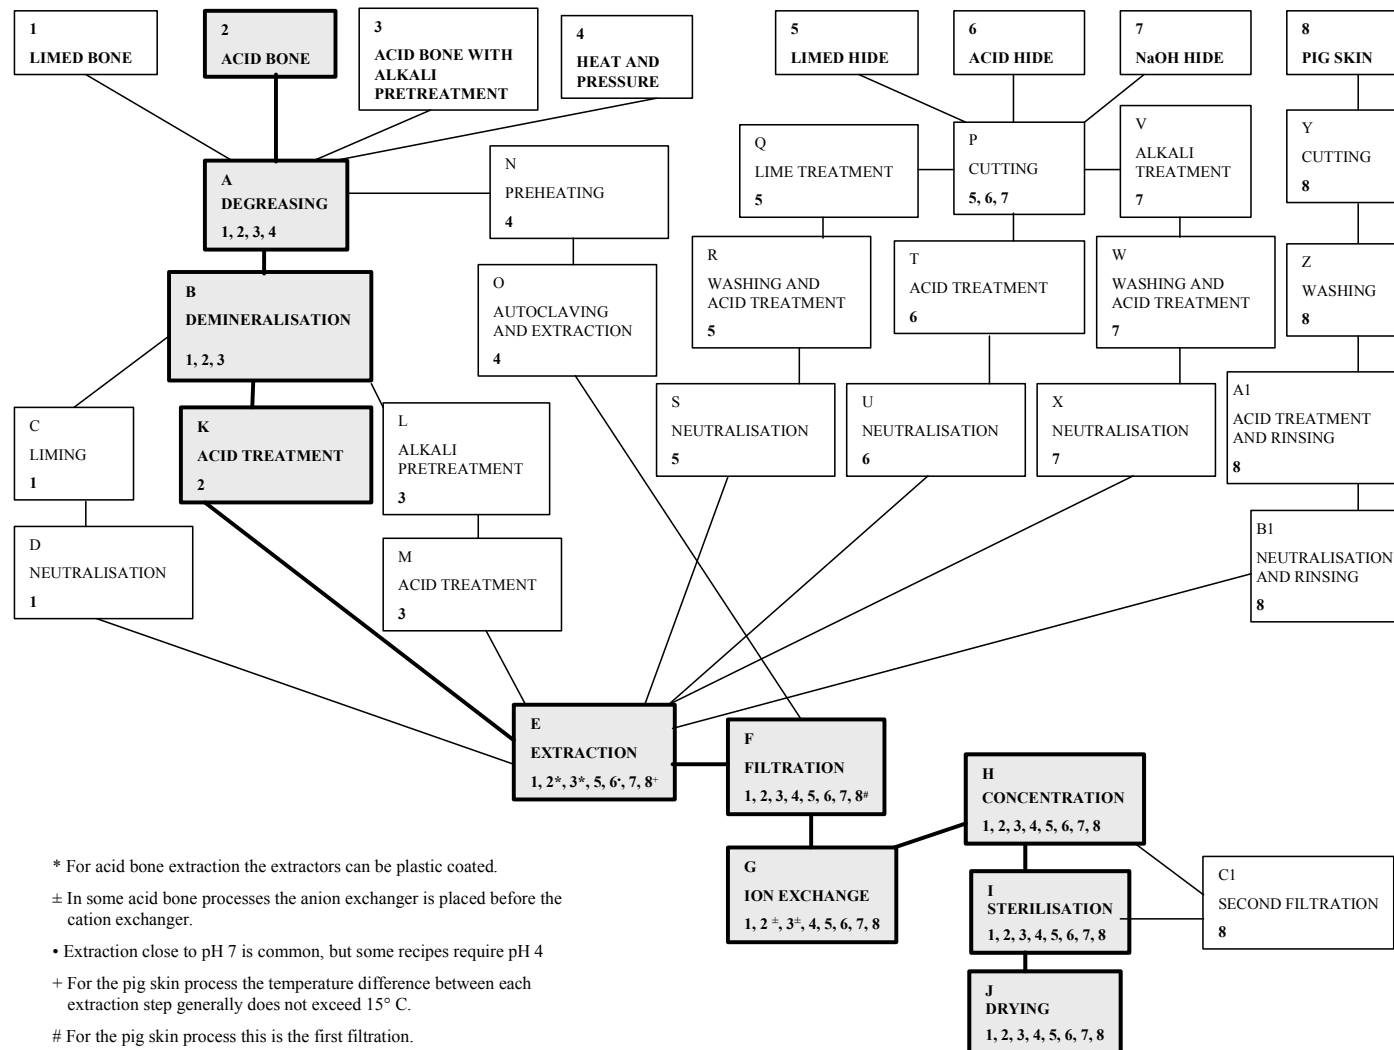 1
LIMED BONE
2
ACID BONE
3
ACID BONE WITH
ALKALI
PRETREATMENT
4
HEAT AND
PRESSURE
5
LIMED HIDE
6
ACID HIDE
7
NaOH HIDE
8
PIG SKIN
A
DEGREASING
1, 2, 3, 4
N
PREHEATING
4
Q
LIME TREATMENT
5
P
CUTTING
5, 6, 7
V
ALKALI
TREATMENT
7
Y
CUTTING
8
B
DEMINERALISATION
1, 2, 3
O
AUTOCLAVING
AND EXTRACTION
4
R
WASHING AND
ACID TREATMENT
5
T
ACID TREATMENT
6
W
WASHING AND
ACID TREATMENT
7
Z
WASHING
8
C
LIMING
1
K
ACID TREATMENT
2
L
ALKALI
PRETREATMENT
3
S
NEUTRALISATION
5
U
NEUTRALISATION
6
X
NEUTRALISATION
7
A1
ACID TREATMENT
AND RINSING
8
D
NEUTRALISATION
1
M
ACID TREATMENT
3
B1
NEUTRALISATION
AND RINSING
8
E
EXTRACTION
1, 2*, 3*, 5, 6•, 7, 8+
F
FILTRATION
1, 2, 3, 4, 5, 6, 7, 8#
H
CONCENTRATION
1, 2, 3, 4, 5, 6, 7, 8
G
ION EXCHANGE
1, 2 ±, 3±, 4, 5, 6, 7, 8
I
STERILISATION
1, 2, 3, 4, 5, 6, 7, 8
C1
SECOND FILTRATION
8
J
DRYING
1, 2, 3, 4, 5, 6, 7, 8
* For acid bone extraction the extractors can be plastic coated.
± In some acid bone processes the anion exchanger is placed before the
cation exchanger.
• Extraction close to pH 7 is common, but some recipes require pH 4
+ For the pig skin process the temperature difference between each
extraction step generally does not exceed 15° C.
# For the pig skin process this is the first filtration.